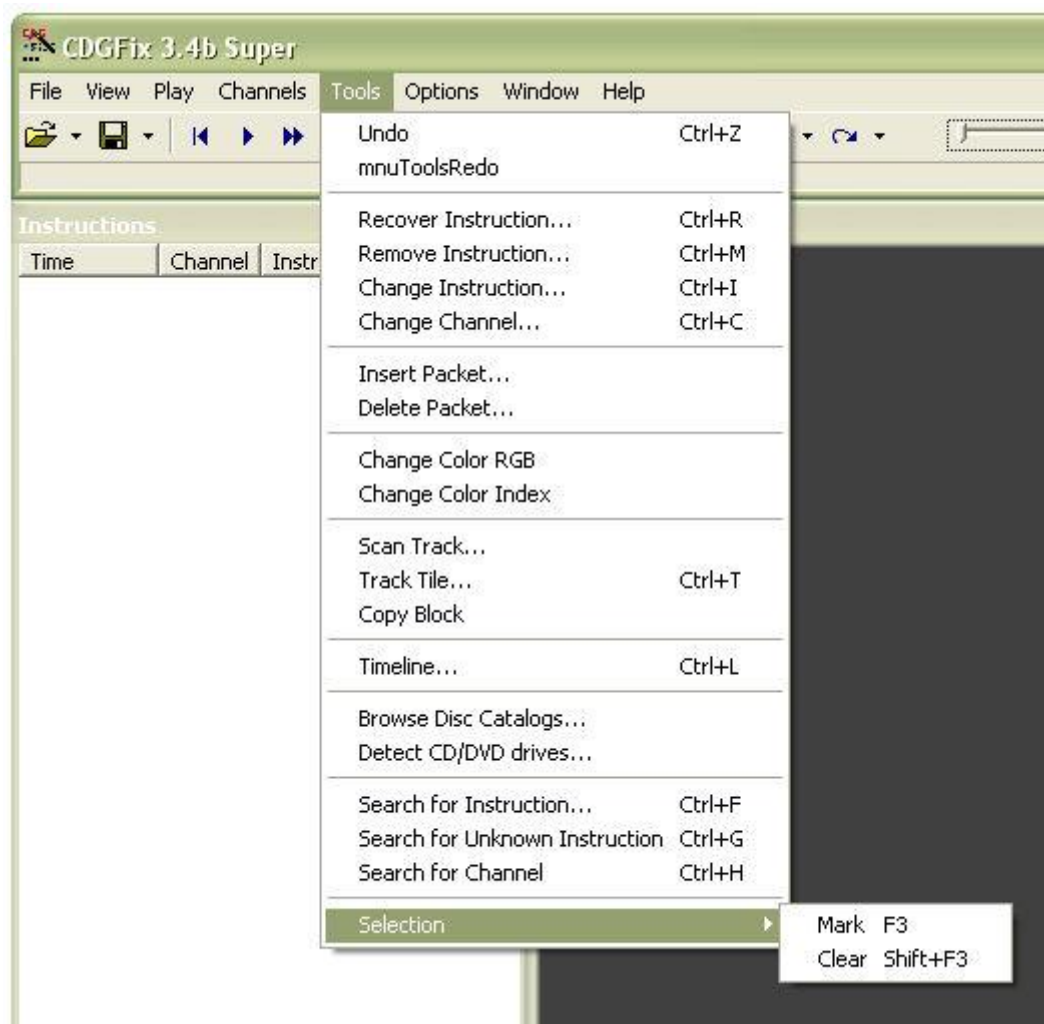 CDGFix 3.4b Super
File View Play Channels Tools Options Window Help
Undo Ctrl+Z
mnuToolsRedo
Instructions
Time Channel Instr
Recover Instruction... Ctrl+R
Remove Instruction... Ctrl+M
Change Instruction... Ctrl+I
Change Channel... Ctrl+C
Insert Packet...
Delete Packet...
Change Color RGB
Change Color Index
Scan Track...
Track Tile... Ctrl+T
Copy Block
Timeline... Ctrl+L
Browse Disc Catalogs...
Detect CD/DVD drives...
Search for Instruction... Ctrl+F
Search for Unknown Instruction Ctrl+G
Search for Channel Ctrl+H
Selection
Mark F3
Clear Shift+F3